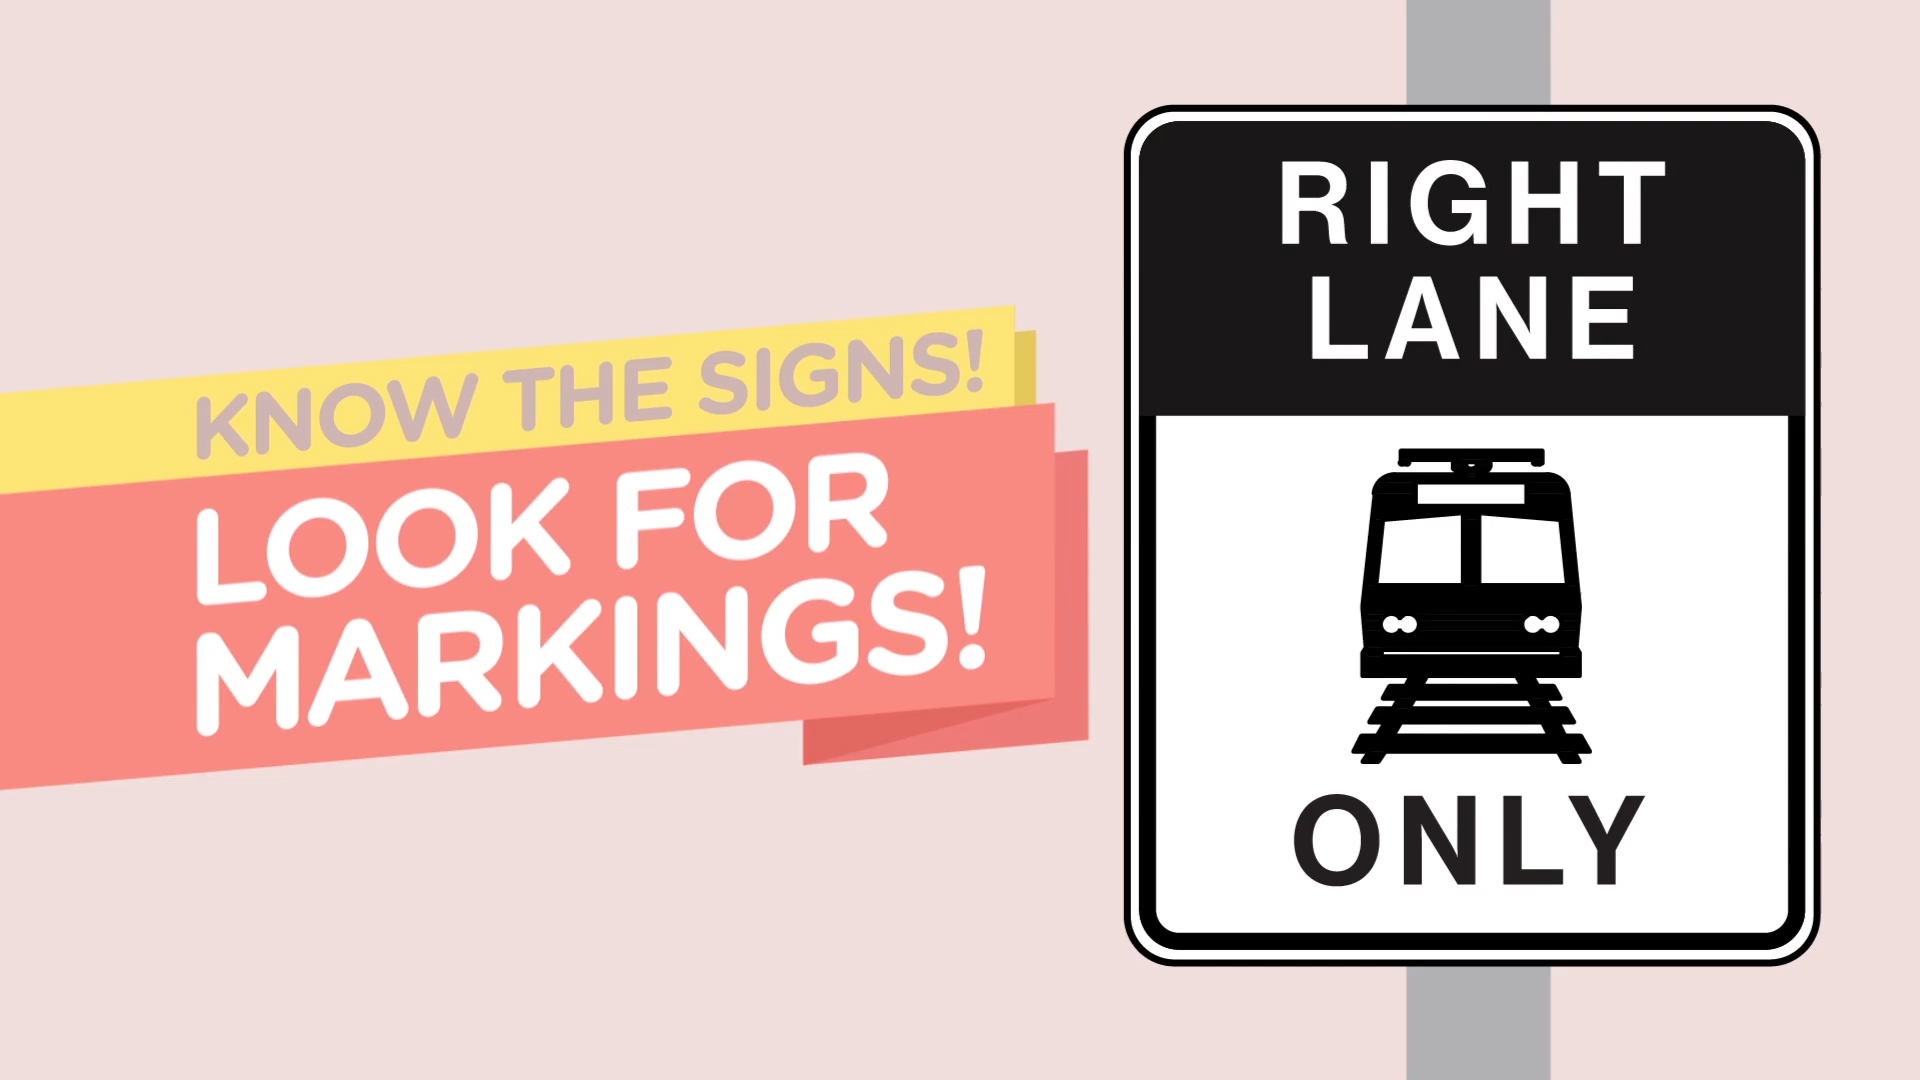 KNOW THE SIGNS!
LOOK FOR
MARKINGS!
RIGHT
LANE
ONLY